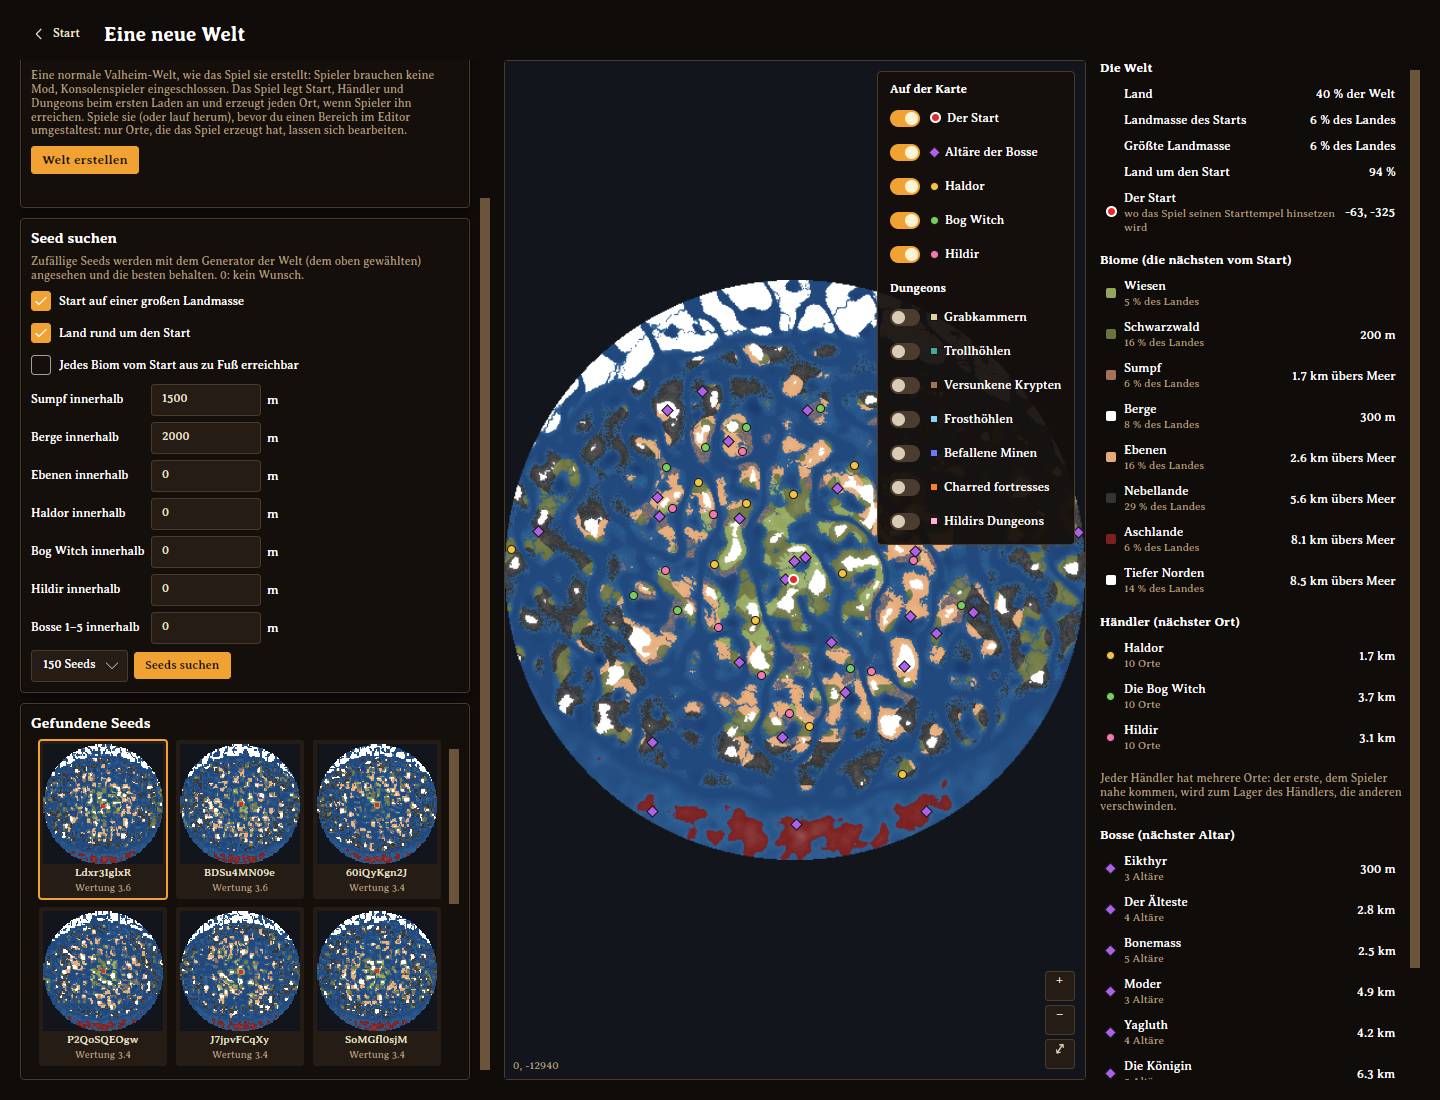 Start
Eine neue Welt
Eine normale Valheim-Welt, wie das Spiel sie erstellt: Spieler brauchen keine
Mod, Konsolenspieler eingeschlossen. Das Spiel legt Start, Händler und
Dungeons beim ersten Laden an und erzeugt jeden Ort, wenn Spieler ihn
erreichen. Spiele sie (oder lauf herum), bevor du einen Bereich im Editor
umgestaltest: nur Orte, die das Spiel erzeugt hat, lassen sich bearbeiten.
Welt erstellen
Seed suchen
Zufällige Seeds werden mit dem Generator der Welt (dem oben gewählten)
angesehen und die besten behalten. 0: kein Wunsch.
Start auf einer großen Landmasse
Land rund um den Start
Jedes Biom vom Start aus zu Fuß erreichbar
Sumpf innerhalb 1500 m
Berge innerhalb 2000 m
Ebenen innerhalb 0 m
Haldor innerhalb 0 m
Bog Witch innerhalb 0 m
Hildir innerhalb 0 m
Bosse 1–5 innerhalb 0 m
150 Seeds
Seeds suchen
Gefundene Seeds
Ldxr3IglxR
Wertung 3.6
BDSu4MN09e
Wertung 3.6
60iQyKgn2J
Wertung 3.4
P2QoSQEOgw
Wertung 3.4
J7jpvFCqXy
Wertung 3.4
SoMGfl0sjM
Wertung 3.4
Auf der Karte
Der Start
Altäre der Bosse
Haldor
Bog Witch
Hildir
Dungeons
Grabkammern
Trollhöhlen
Versunkene Krypten
Frosthöhlen
Befallene Minen
Charred fortresses
Hildirs Dungeons
+
−
0, -12940
Die Welt
Land 40 % der Welt
Landmasse des Starts 6 % des Landes
Größte Landmasse 6 % des Landes
Land um den Start 94 %
Der Start
wo das Spiel seinen Starttempel hinsetzen
wird
-63, -325
Biome (die nächsten vom Start)
Wiesen
5 % des Landes
Schwarzwald
16 % des Landes
200 m
Sumpf
6 % des Landes
1.7 km übers Meer
Berge
8 % des Landes
300 m
Ebenen
16 % des Landes
2.6 km übers Meer
Nebellande
29 % des Landes
5.6 km übers Meer
Aschlande
6 % des Landes
8.1 km übers Meer
Tiefer Norden
14 % des Landes
8.5 km übers Meer
Händler (nächster Ort)
Haldor
10 Orte
1.7 km
Die Bog Witch
10 Orte
3.7 km
Hildir
10 Orte
3.1 km
Jeder Händler hat mehrere Orte: der erste, dem Spieler
nahe kommen, wird zum Lager des Händlers, die anderen
verschwinden.
Bosse (nächster Altar)
Eikthyr
3 Altäre
300 m
Der Älteste
4 Altäre
2.8 km
Bonemass
5 Altäre
2.5 km
Moder
3 Altäre
4.9 km
Yagluth
4 Altäre
4.2 km
Die Königin
6.3 km